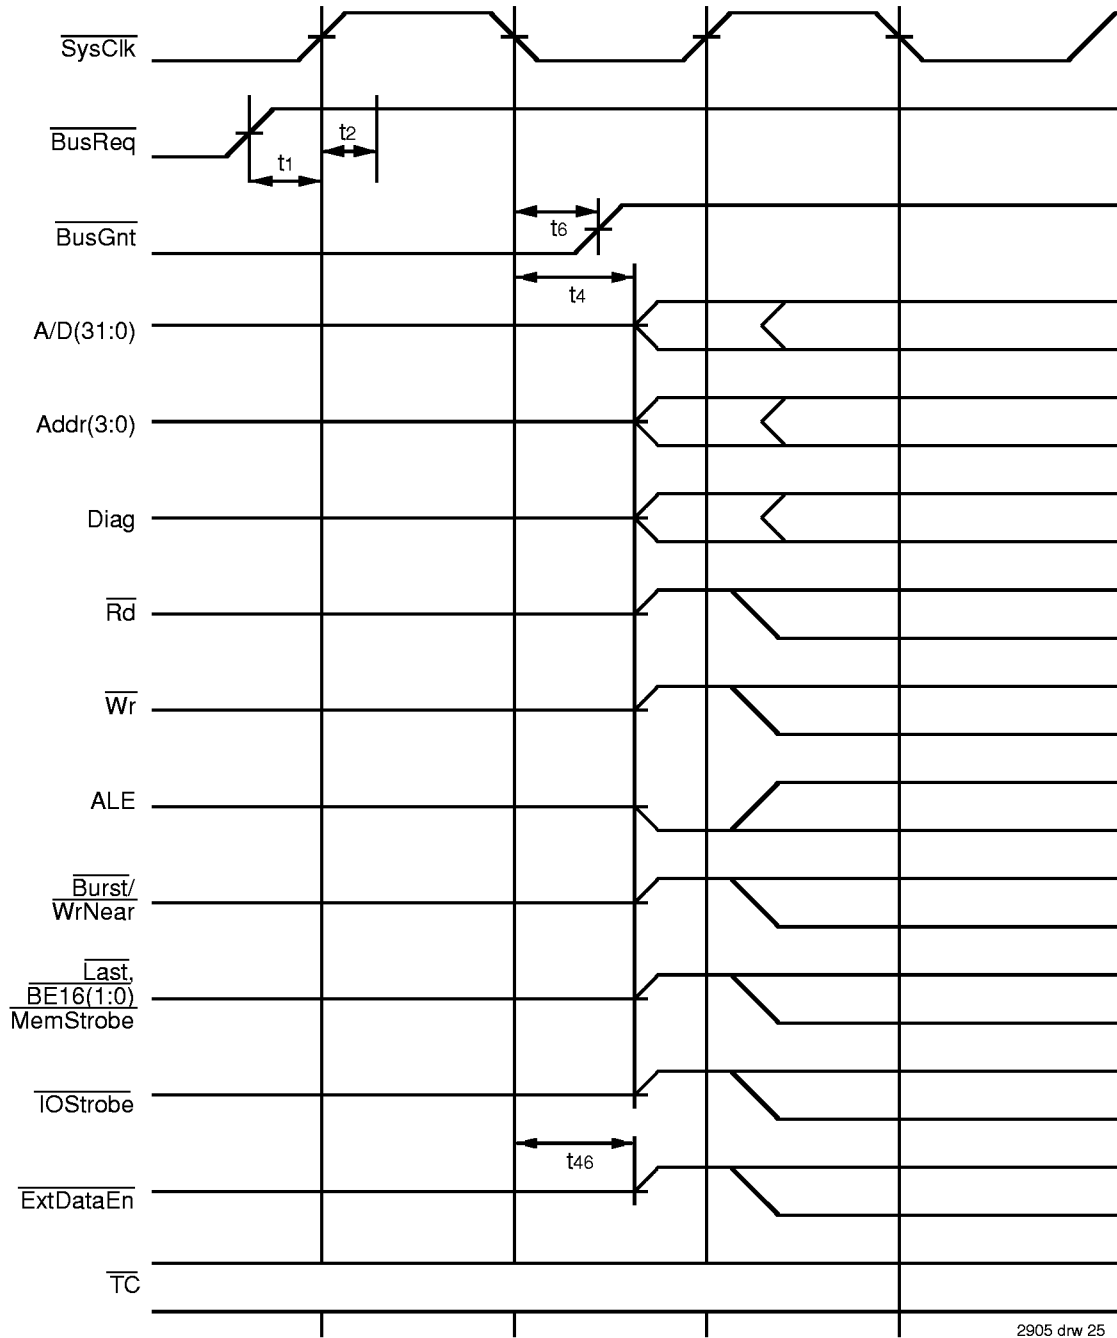 SysClk
BusReq
t2
t1
BusGnt
t6
t4
A/D(31:0)
Addr(3:0)
Diag
Rd
Wr
ALE
Burst/
WrNear
Last,
BE16(1:0)
MemStrobe
IOStrobe
t46
ExtDataEn
TC
2905 drw 25